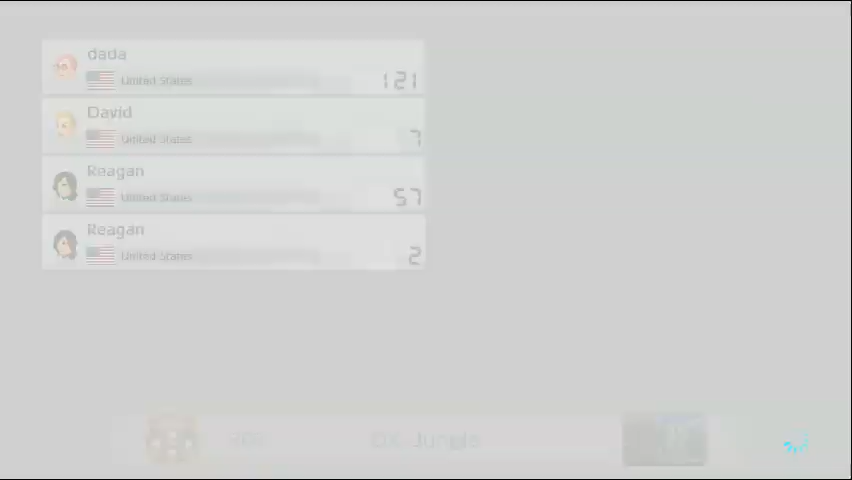 dada
United States
121
David
United States
7
Reagan
United States
57
Reagan
United States
2
DK Jungle